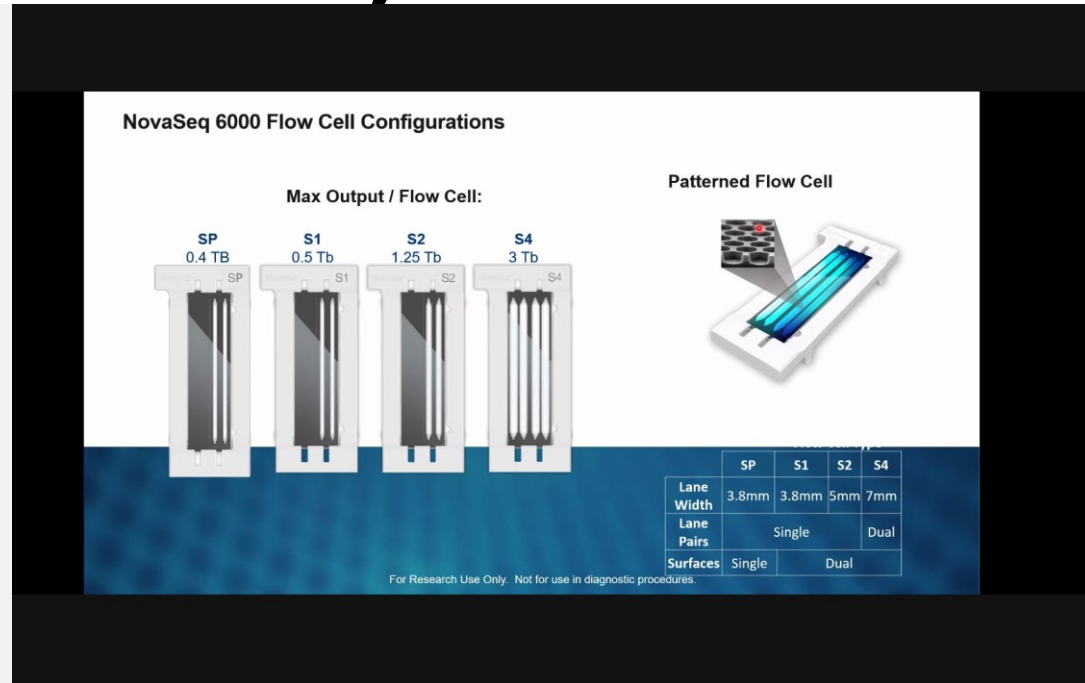 NovaSeq 6000 Flow Cell Configurations
Max Output / Flow Cell:
Patterned Flow Cell
SP S1 S2 S4
0.4 TB 0.5 Tb 1.25 Tb 3 Tb
SP S1 S2 S4
SP S1 S2 S4
Lane Width 3.8mm 3.8mm 5mm 7mm
Lane Pairs Single Dual
Surfaces Single Dual
For Research Use Only. Not for use in diagnostic procedures.